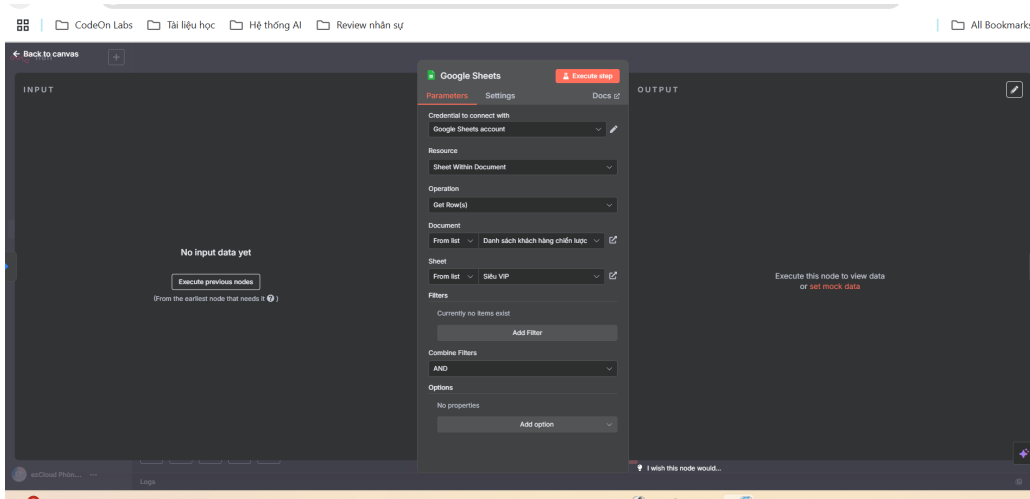 CodeOn Labs Tài liệu học Hệ thống AI Review nhân sự All Bookmarks
Back to canvas
INPUT
Google Sheets Execute step
Parameters Settings Docs
OUTPUT
Credential to connect with
Google Sheets account
Resource
Sheet Within Document
Operation
Get Row(s)
Document
From list Danh sách khách hàng chiến lược
Sheet
From list Siêu VIP
Filters
Currently no items exist
Add Filter
Combine Filters
AND
Options
No properties
Add option
No input data yet
Execute previous nodes
(From the earliest node that needs it ? )
Execute this node to view data
or set mock data
I wish this node would...
ezCloud Phòn...
Logs